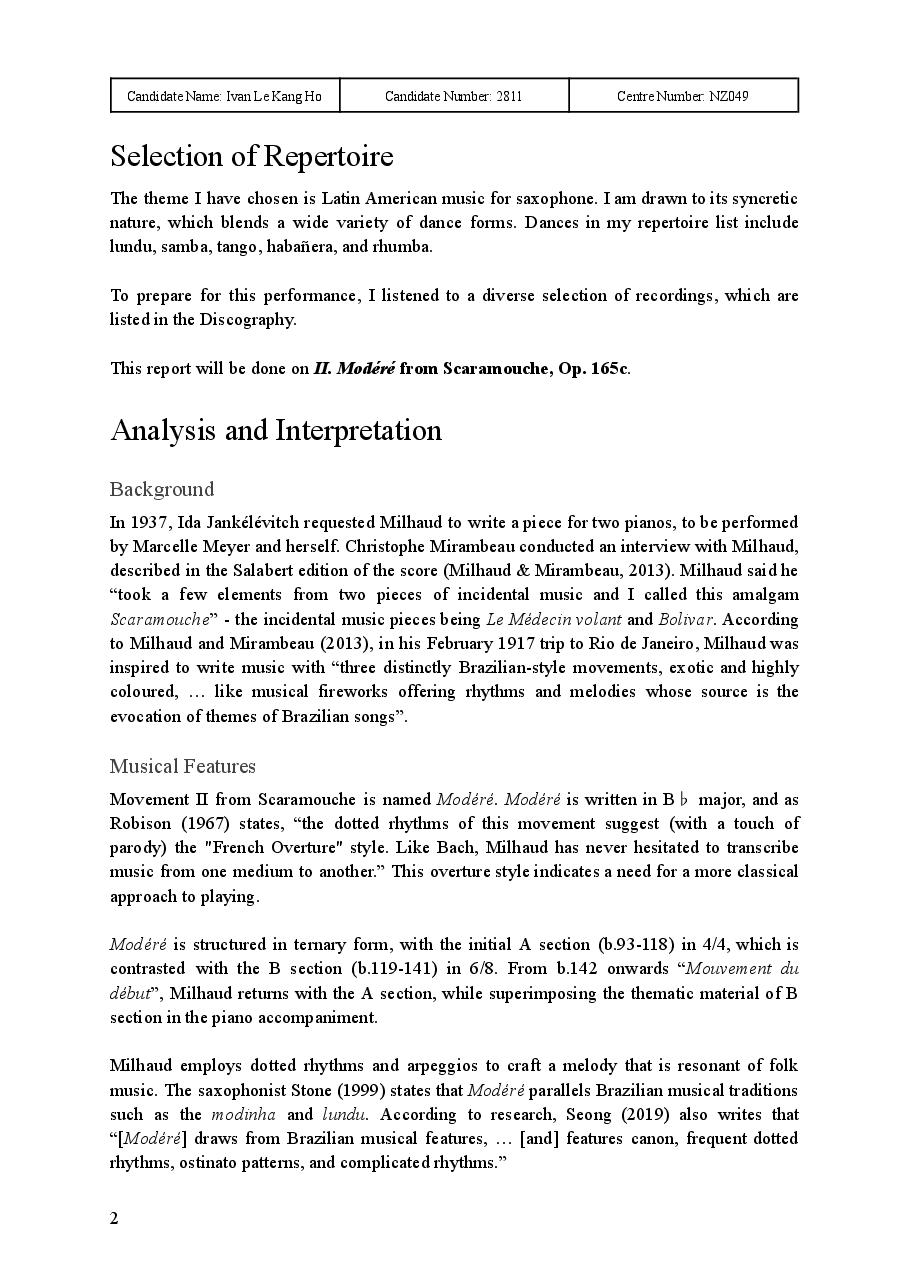 Candidate Name: Ivan Le Kang Ho
Candidate Number: 2811
Centre Number: NZ049
Selection of Repertoire
The theme I have chosen is Latin American music for saxophone. I am drawn to its syncretic
nature, which blends a wide variety of dance forms. Dances in my repertoire list include
lundu, samba, tango, habañera, and rhumba.
To prepare for this performance, I listened to a diverse selection of recordings, which are
listed in the Discography.
This report will be done on II. Modéré from Scaramouche, Op. 165c.
Analysis and Interpretation
Background
In 1937, Ida Jankélévitch requested Milhaud to write a piece for two pianos, to be performed
by Marcelle Meyer and herself. Christophe Mirambeau conducted an interview with Milhaud,
described in the Salabert edition of the score (Milhaud & Mirambeau, 2013). Milhaud said he
“took a few elements from two pieces of incidental music and I called this amalgam
Scaramouche” - the incidental music pieces being Le Médecin volant and Bolivar. According
to Milhaud and Mirambeau (2013), in his February 1917 trip to Rio de Janeiro, Milhaud was
inspired to write music with “three distinctly Brazilian-style movements, exotic and highly
coloured, … like musical fireworks offering rhythms and melodies whose source is the
evocation of themes of Brazilian songs”.
Musical Features
Movement II from Scaramouche is named Modéré. Modéré is written in B♭ major, and as
Robison (1967) states, “the dotted rhythms of this movement suggest (with a touch of
parody) the "French Overture" style. Like Bach, Milhaud has never hesitated to transcribe
music from one medium to another.” This overture style indicates a need for a more classical
approach to playing.
Modéré is structured in ternary form, with the initial A section (b.93-118) in 4/4, which is
contrasted with the B section (b.119-141) in 6/8. From b.142 onwards “Mouvement du
début”, Milhaud returns with the A section, while superimposing the thematic material of B
section in the piano accompaniment.
Milhaud employs dotted rhythms and arpeggios to craft a melody that is resonant of folk
music. The saxophonist Stone (1999) states that Modéré parallels Brazilian musical traditions
such as the modinha and lundu. According to research, Seong (2019) also writes that
“[Modéré] draws from Brazilian musical features, … [and] features canon, frequent dotted
rhythms, ostinato patterns, and complicated rhythms.”
2